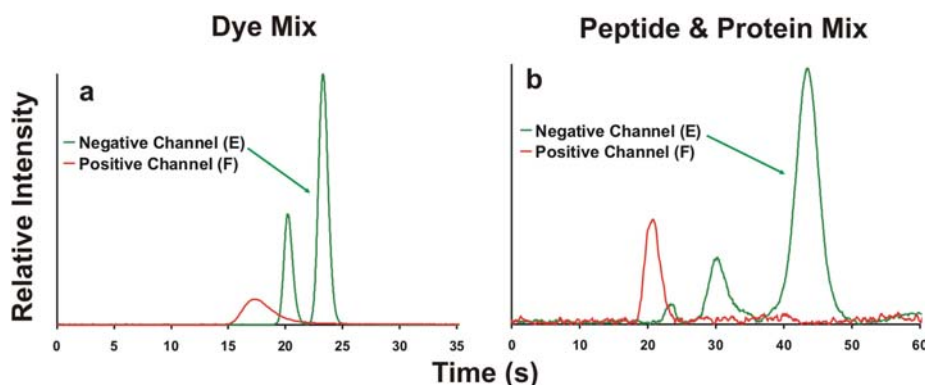 Dye Mix
Peptide & Protein Mix
Relative Intensity
a
Negative Channel (E)
Positive Channel (F)
0 5 10 15 20 25 30 35
b
Negative Channel (E)
Positive Channel (F)
0 10 20 30 40 50 60
Time (s)